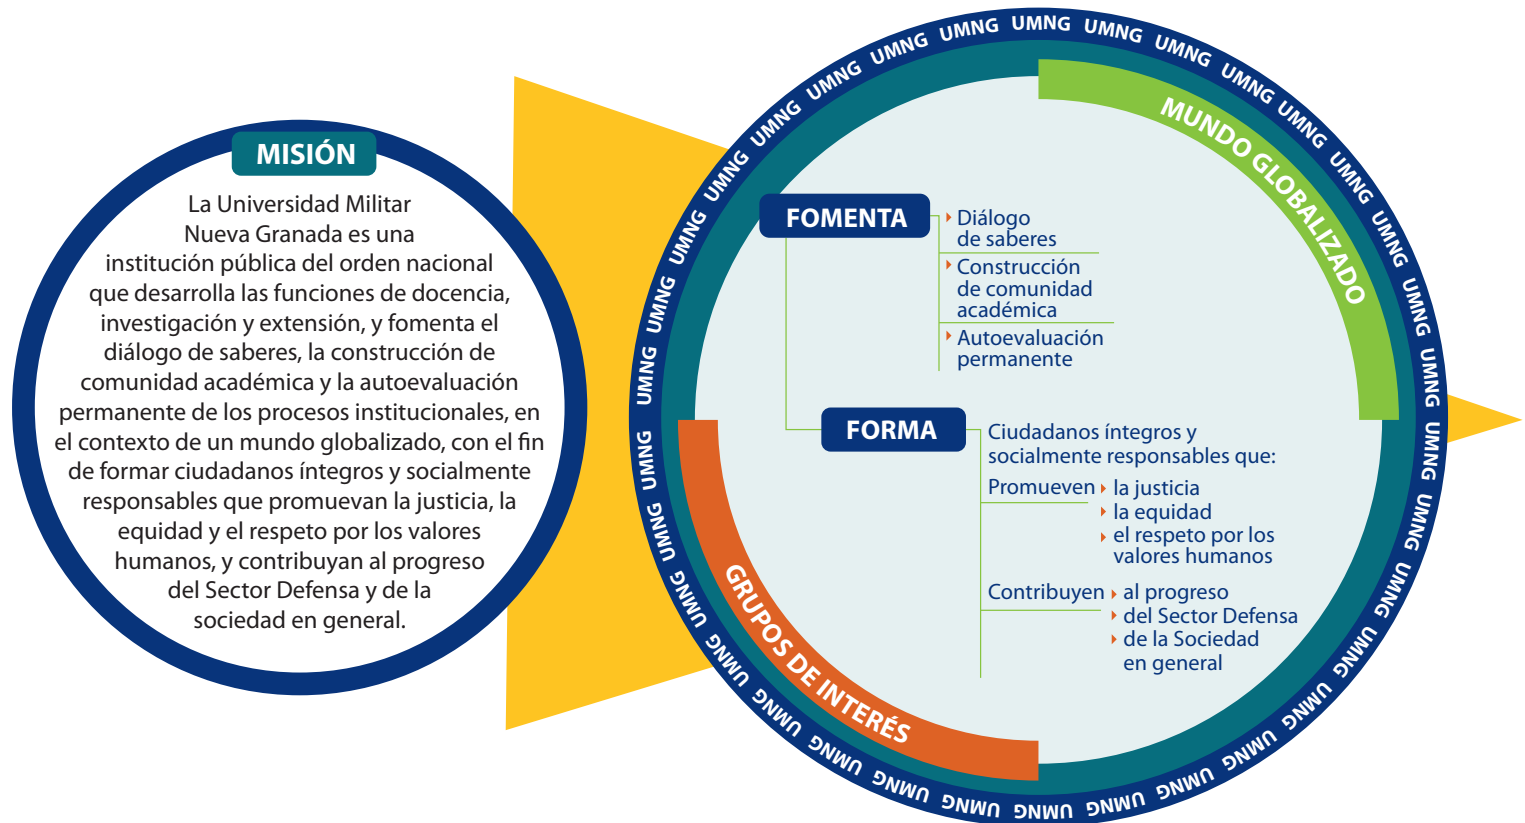 MISIÓN
La Universidad Militar
Nueva Granada es una
institución pública del orden nacional
que desarrolla las funciones de docencia,
investigación y extensión, y fomenta el
diálogo de saberes, la construcción de
comunidad académica y la autoevaluación
permanente de los procesos institucionales, en
el contexto de un mundo globalizado, con el fin
de formar ciudadanos íntegros y socialmente
responsables que promuevan la justicia, la
equidad y el respeto por los valores
humanos, y contribuyan al progreso
del Sector Defensa y de la
sociedad en general.
UMNG UMNG UMNG UMNG UMNG UMNG UMNG UMNG UMNG UMNG UMNG UMNG UMNG UMNG UMNG UMNG UMNG UMNG UMNG UMNG UMNG UMNG UMNG UMNG UMNG UMNG UMNG UMNG UMNG UMNG UMNG UMNG UMNG UMNG UMNG
MUNDO GLOBALIZADO
FOMENTA
Diálogo
de saberes
Construcción
de comunidad
académica
Autoevaluación
permanente
FORMA
Ciudadanos íntegros y
socialmente responsables que:
Promueven la justicia
la equidad
el respeto por los
valores humanos
Contribuyen al progreso
del Sector Defensa
de la Sociedad
en general
GRUPOS DE INTERÉS